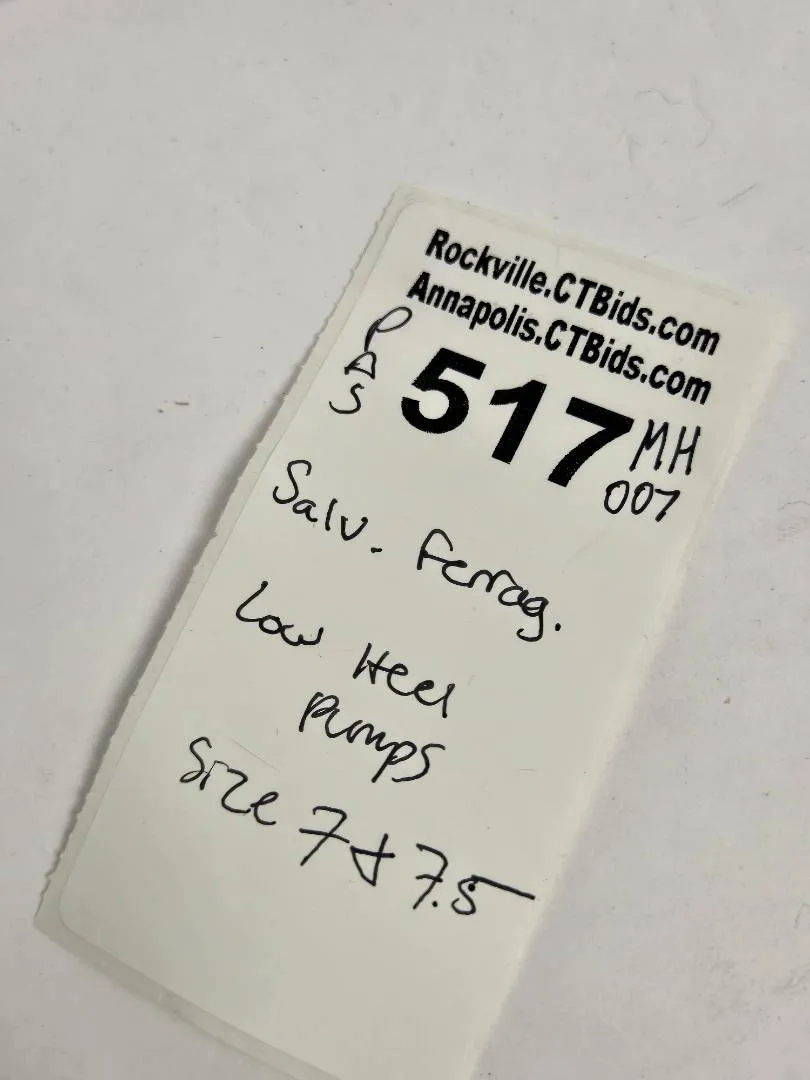 Rockville.CTBids.com
Annapolis.CTBids.com
PAS
517 MH
007
Salv. Ferrag.
Low Heel
Pumps
Size 7 + 7.5